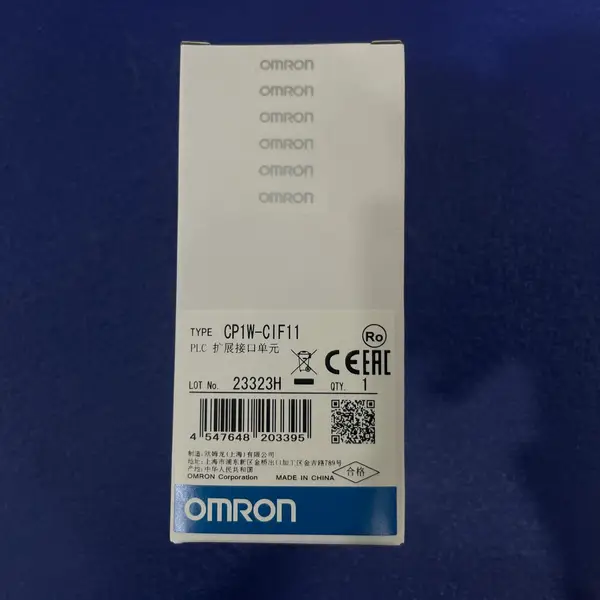 OMRON
OMRON
OMRON
OMRON
OMRON
OMRON
TYPE CP1W-CIF11
PLC 扩展接口单元
Ro
CE EAC
LOT No. 23323H QTY. 1
4 547648 203395
制造:欧姆龙(上海)有限公司
地址:上海市浦东新区金桥出口加工区金吉路789号
产地:中华人民共和国
OMRON Corporation MADE IN CHINA
合格
OMRON